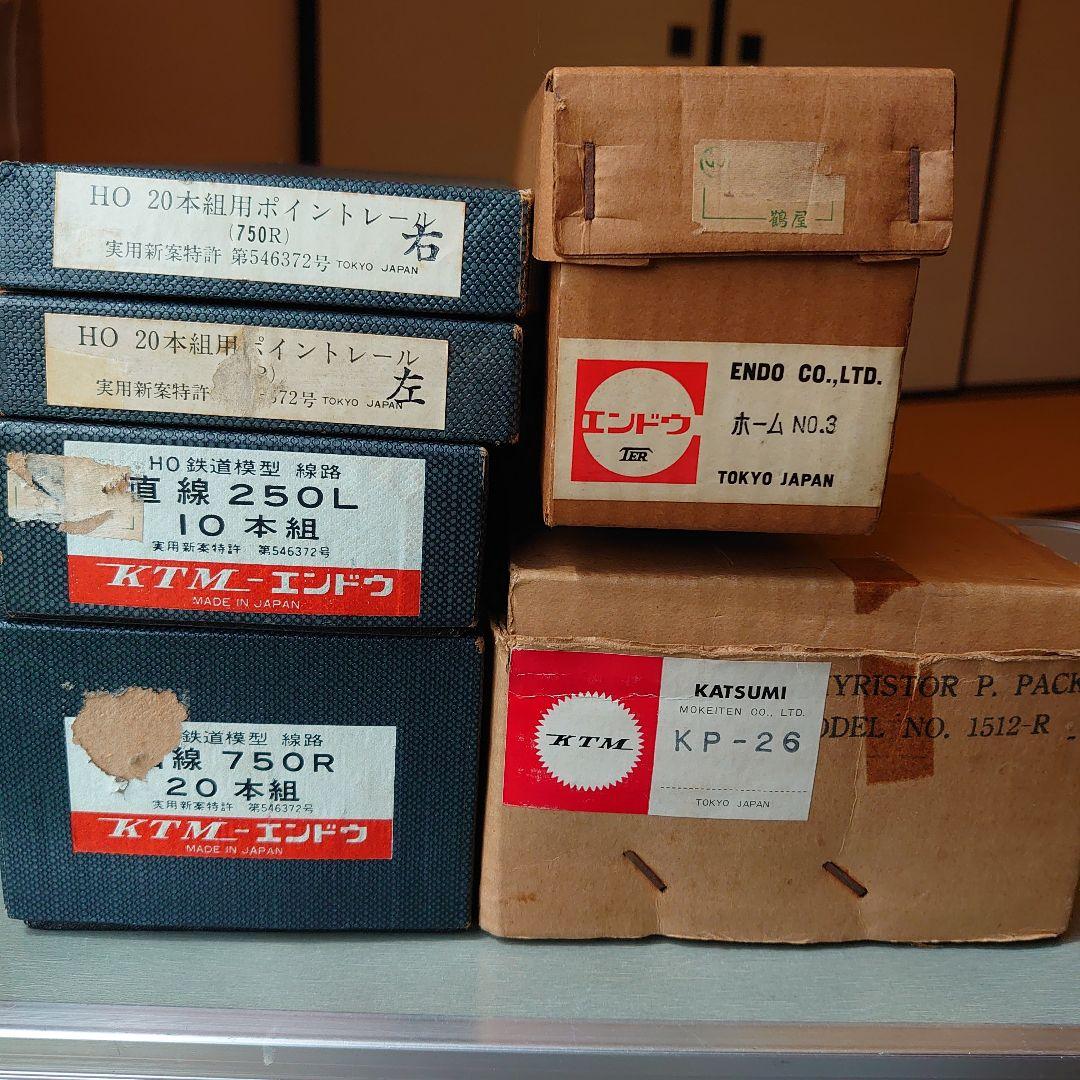 HO 20本組用ポイントレール
(750R)
右
実用新案特許 第546372号 TOKYO JAPAN
HO 20本組用ポイントレール
左
実用新案特許 372号 TOKYO JAPAN
HO 鉄道模型 線路
直線 250L
10本組
実用新案特許 第546372号
KTM-エンドウ
MADE IN JAPAN
鉄道模型 線路
線 750R
20本組
実用新案特許 第546372号
KTM-エンドウ
MADE IN JAPAN
鶴屋
エンドウ
TER
ENDO CO.,LTD.
ホーム NO.3
TOKYO JAPAN
KTM
KATSUMI
MOKEITEN CO., LTD.
KP-26
TOKYO JAPAN
YRISTOR P. PACK
ODEL NO. 1512-R